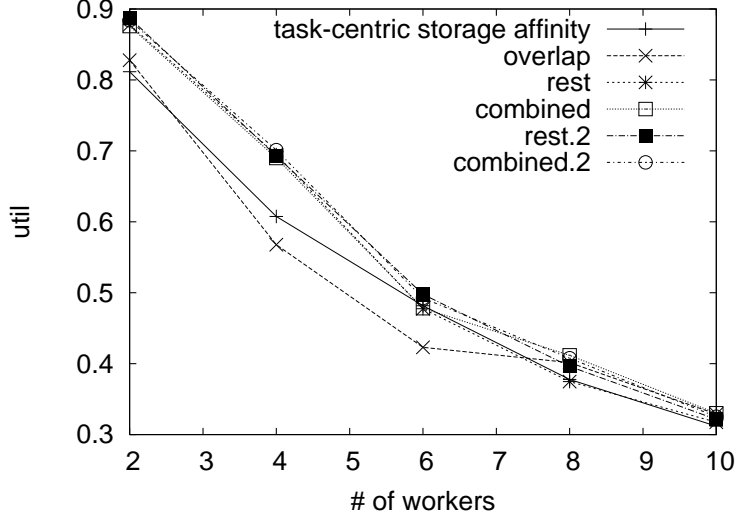 0.9
0.8
0.7
0.6
0.5
0.4
0.3
util
task-centric storage affinity
overlap
rest
combined
rest.2
combined.2
2 3 4 5 6 7 8 9 10
# of workers